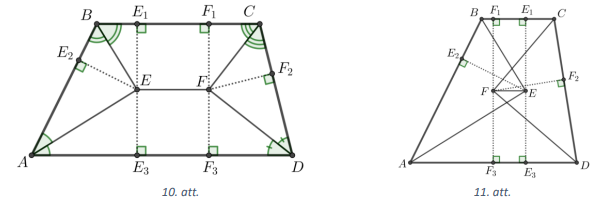 B E₁ F₁ C
E₂ F₂
E F
A E₃ F₃ D
10. att.
B F₁ E₁ C
E₂ F₂
F E
A F₃ E₃ D
11. att.